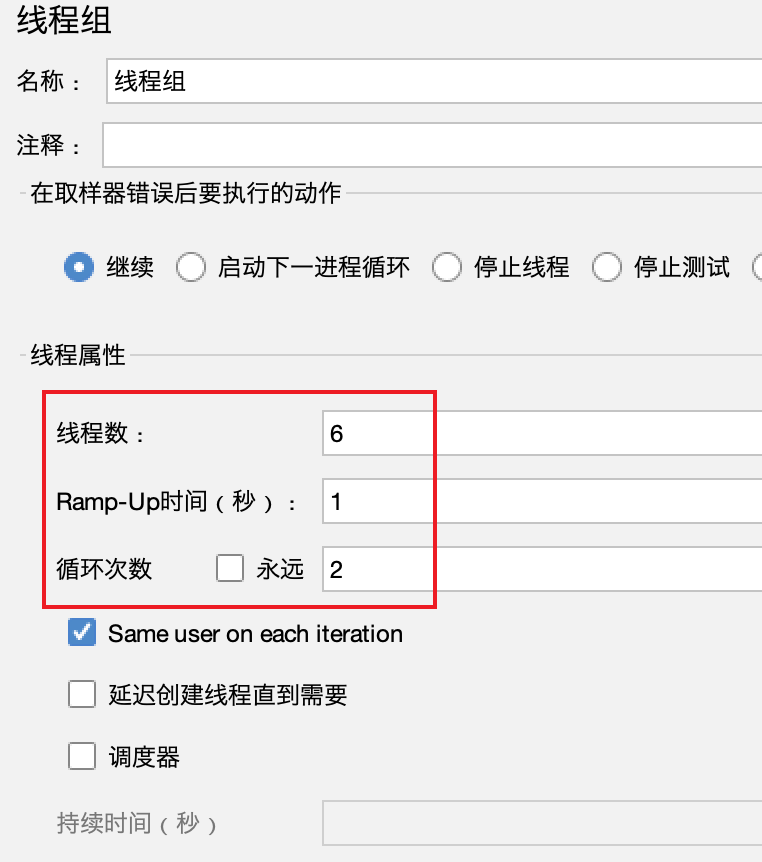 线程组
名称： 线程组
注释：
在取样器错误后要执行的动作
继续 启动下一进程循环 停止线程 停止测试
线程属性
线程数： 6
Ramp-Up时间（秒）： 1
循环次数 永远 2
Same user on each iteration
延迟创建线程直到需要
调度器
持续时间（秒）